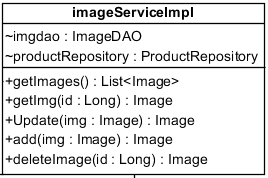 imageServiceImpl
~imgdao : ImageDAO
~productRepository : ProductRepository
+getImages() : List<Image>
+getImg(id : Long) : Image
+Update(img : Image) : Image
+add(img : Image) : Image
+deleteImage(id : Long) : Image